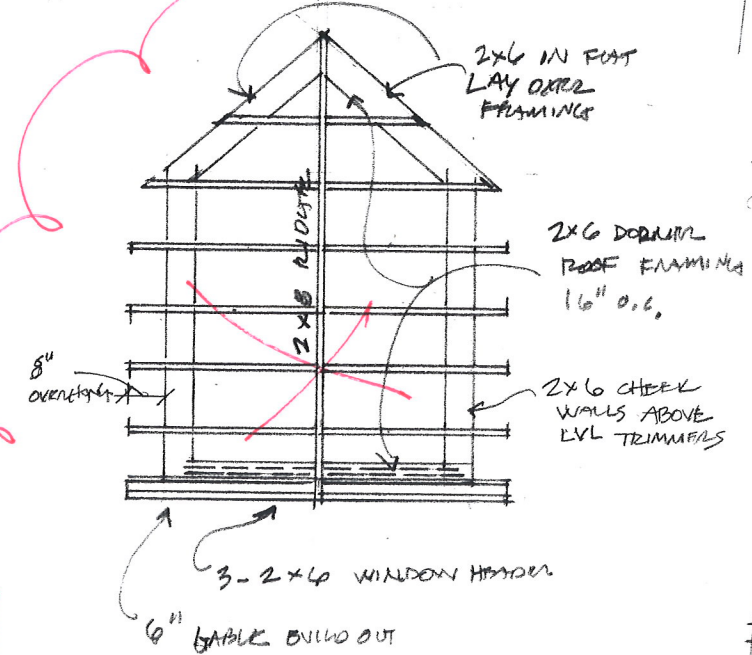 2x6 IN FLAT
LAY OVER
FRAMING
2x6 DORMER
ROOF FRAMING
16" o.c.
2x8 RIDGE
8"
OVERHANG
2x6 CHEEK
WALLS ABOVE
LVL TRIMMERS
3-2x6 WINDOW HEADER
6" GABLE BUILD OUT